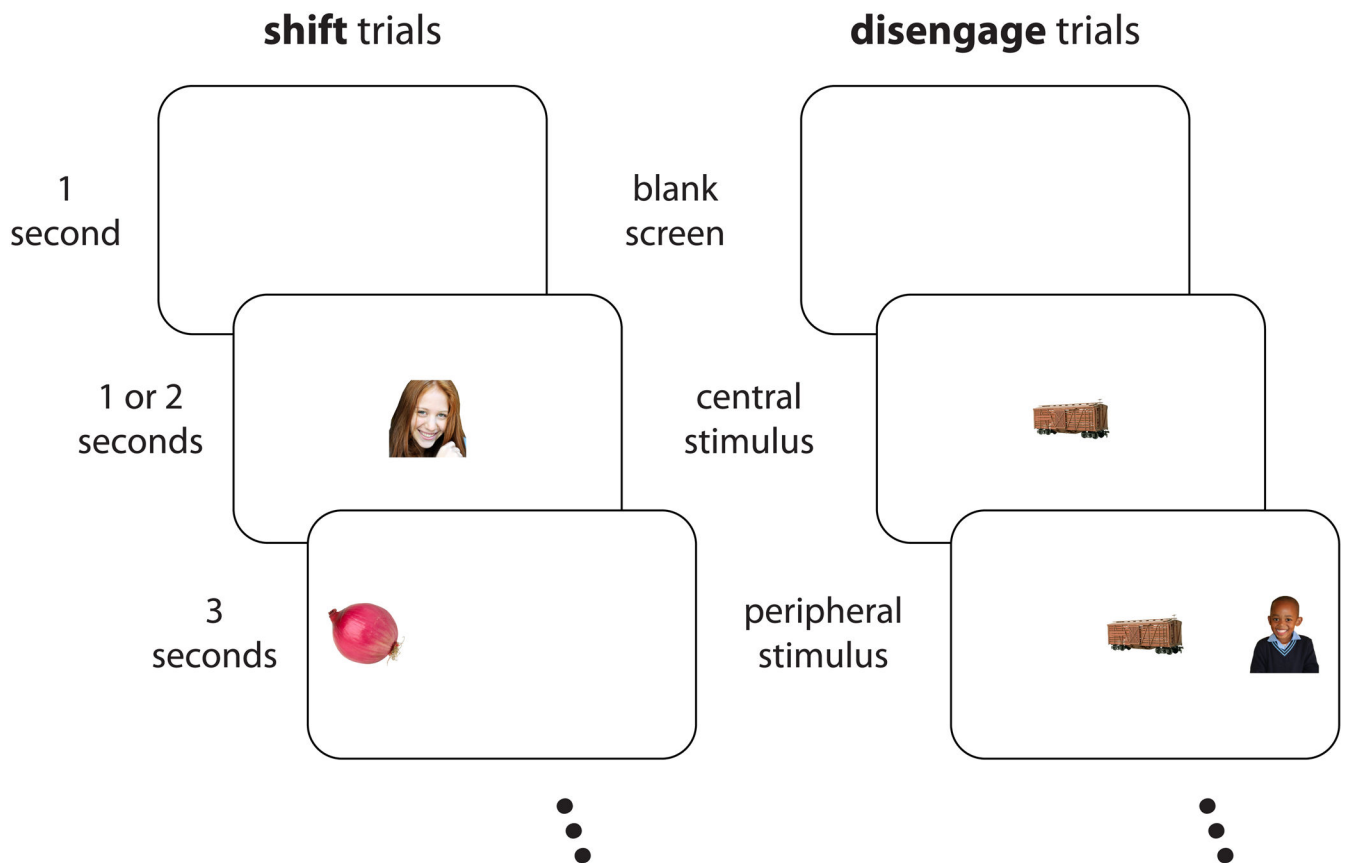 shift trials
disengage trials
1
second
blank
screen
1 or 2
seconds
central
stimulus
3
seconds
peripheral
stimulus